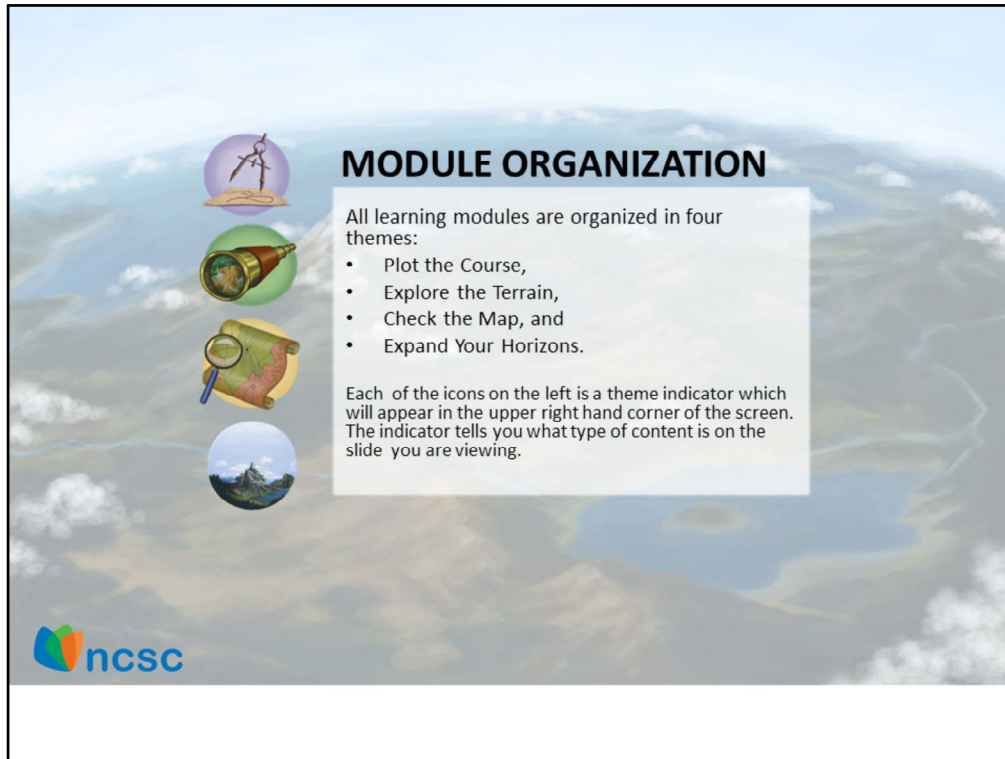 MODULE ORGANIZATION
All learning modules are organized in four
themes:
• Plot the Course,
• Explore the Terrain,
• Check the Map, and
• Expand Your Horizons.
Each of the icons on the left is a theme indicator which
will appear in the upper right hand corner of the screen.
The indicator tells you what type of content is on the
slide you are viewing.
ncsc